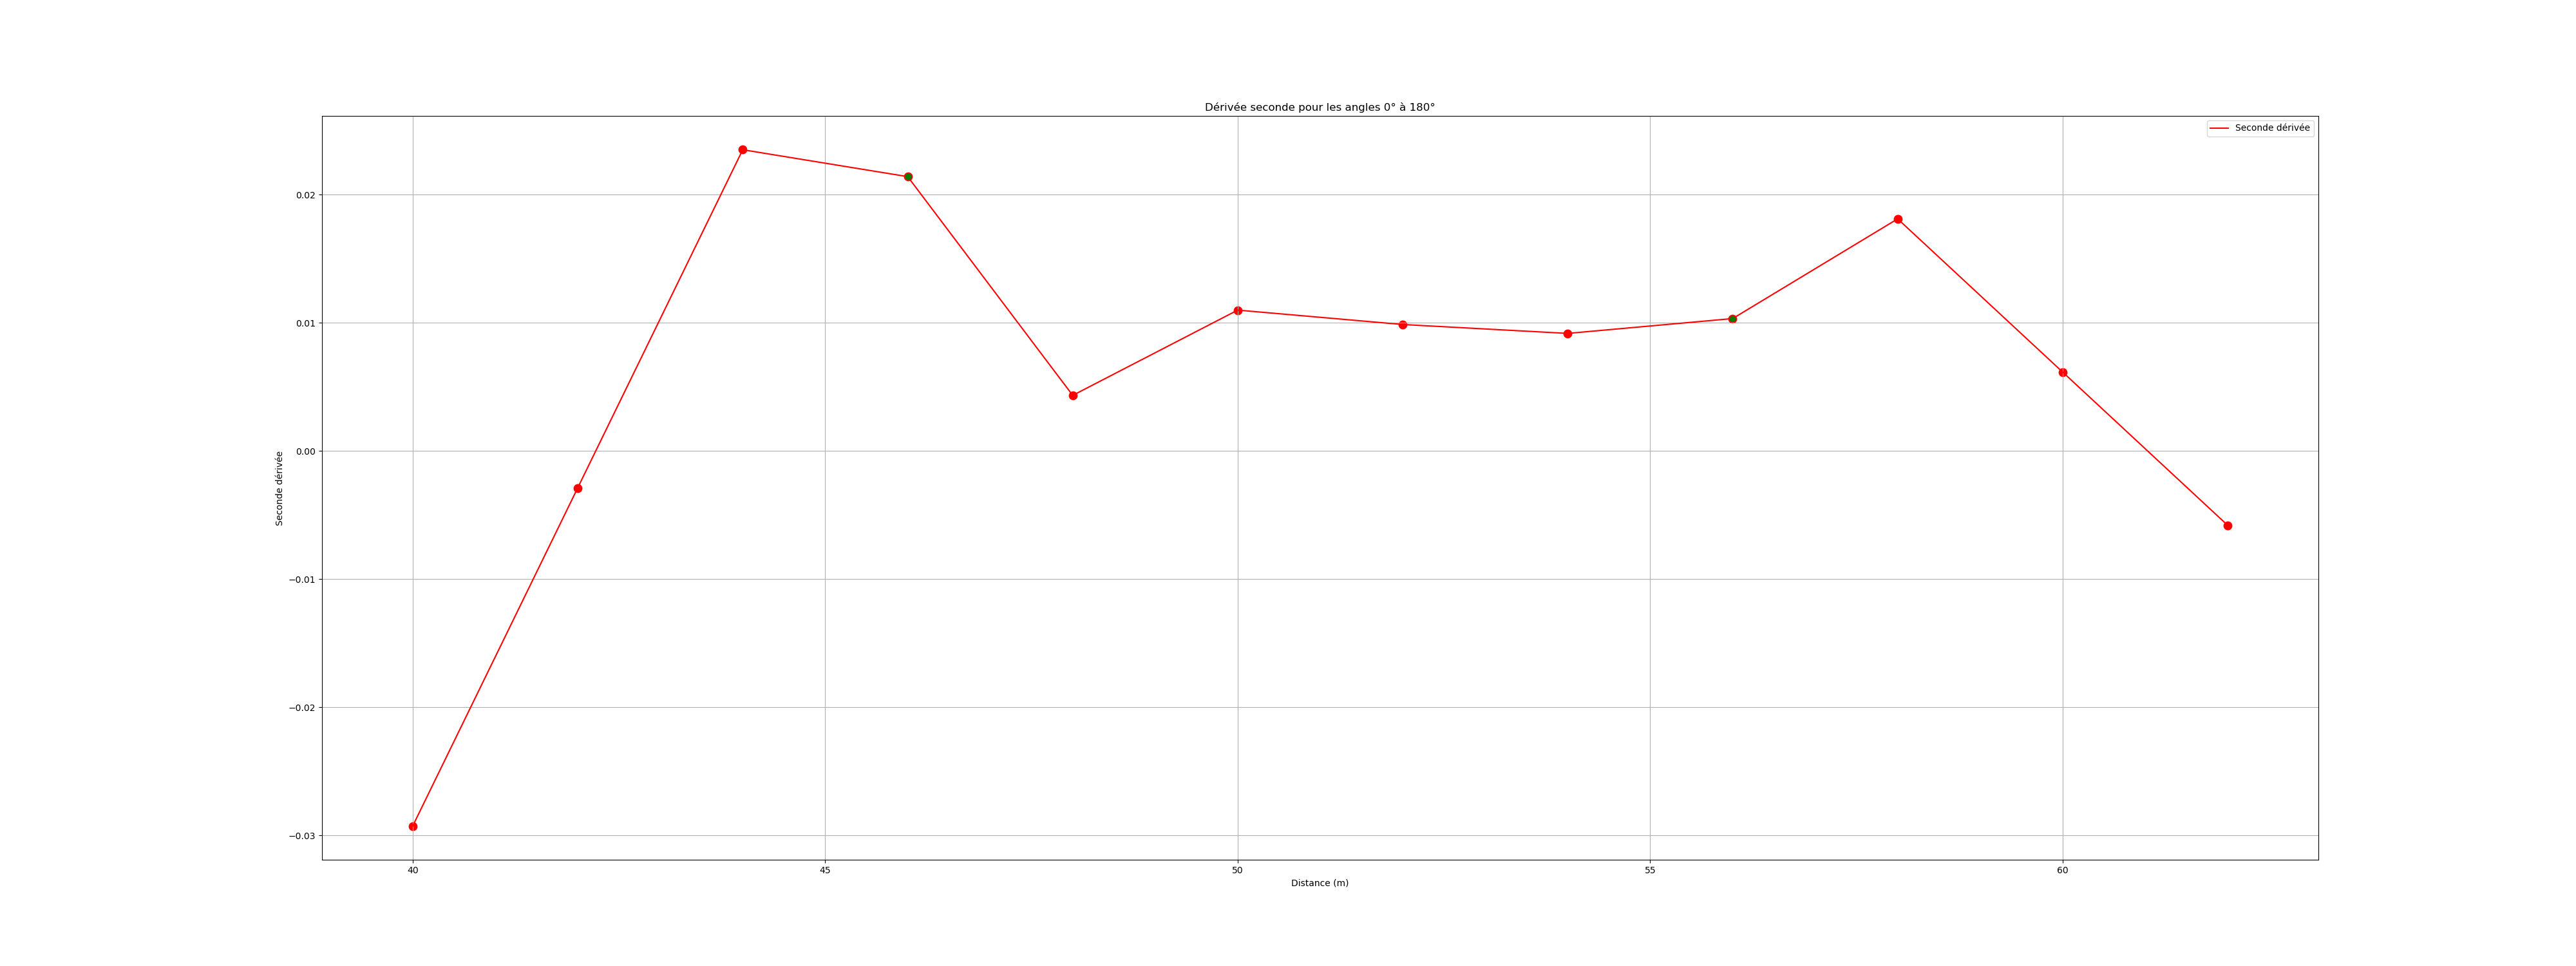 Dérivée seconde pour les angles 0° à 180°
Seconde dérivée
0.02
0.01
0.00
−0.01
−0.02
−0.03
Seconde dérivée
40
45
50
55
60
Distance (m)